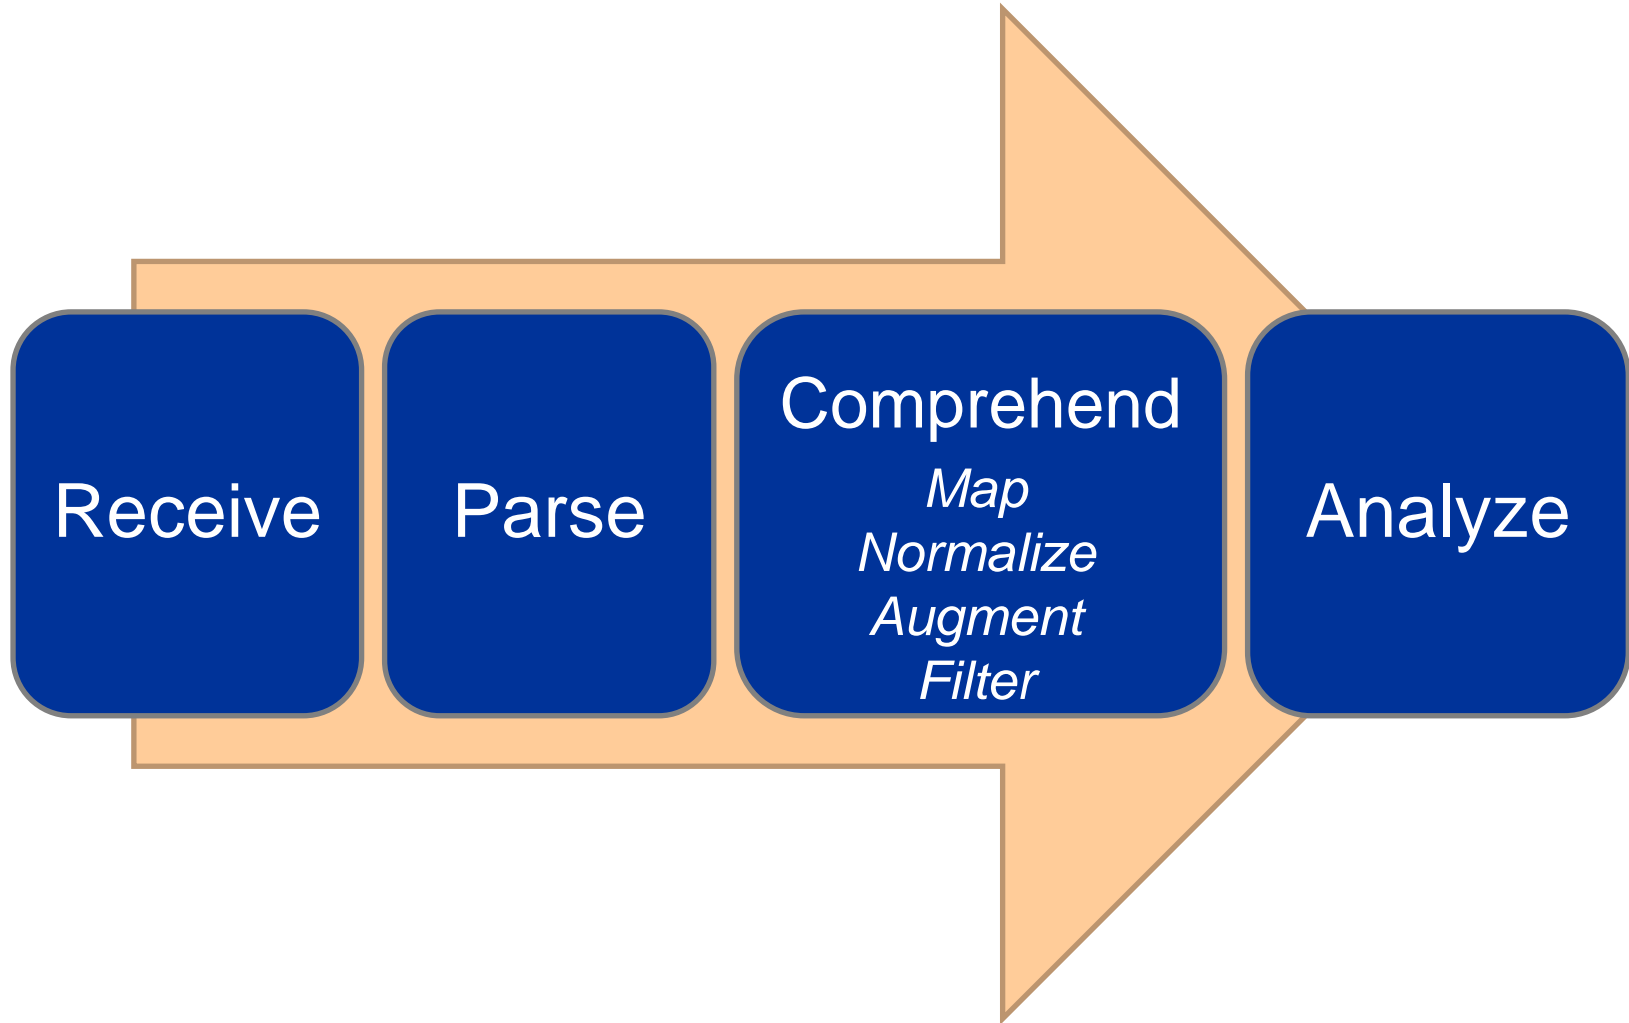 Receive
Parse
Comprehend
Map
Normalize
Augment
Filter
Analyze